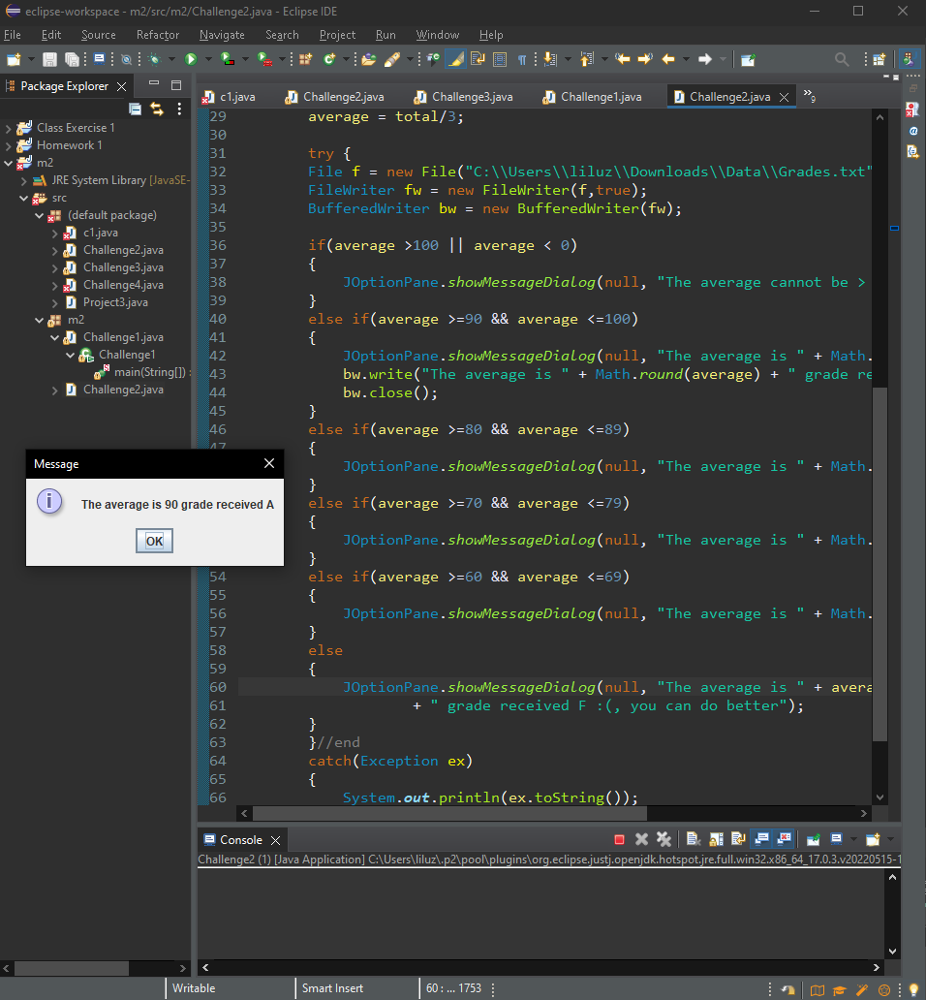 eclipse-workspace - m2/src/m2/Challenge2.java - Eclipse IDE
File Edit Source Refactor Navigate Search Project Run Window Help
Package Explorer
Class Exercise 1
Homework 1
m2
JRE System Library [JavaSE-
src
(default package)
c1.java
Challenge2.java
Challenge3.java
Challenge4.java
Project3.java
m2
Challenge1.java
Challenge1
main(String[]) :
Challenge2.java
c1.java Challenge2.java Challenge3.java Challenge1.java Challenge2.java »9
29 average = total/3;
30
31 try {
32 File f = new File("C:\\Users\\liluz\\Downloads\\Data\\Grades.txt"
33 FileWriter fw = new FileWriter(f,true);
34 BufferedWriter bw = new BufferedWriter(fw);
35
36 if(average >100 || average < 0)
37 {
38 JOptionPane.showMessageDialog(null, "The average cannot be >
39 }
40 else if(average >=90 && average <=100)
41 {
42 JOptionPane.showMessageDialog(null, "The average is " + Math.
43 bw.write("The average is " + Math.round(average) + " grade re
44 bw.close();
45 }
46 else if(average >=80 && average <=89)
47 {
JOptionPane.showMessageDialog(null, "The average is " + Math.
}
else if(average >=70 && average <=79)
{
JOptionPane.showMessageDialog(null, "The average is " + Math.
}
54 else if(average >=60 && average <=69)
55 {
56 JOptionPane.showMessageDialog(null, "The average is " + Math.
57 }
58 else
59 {
60 JOptionPane.showMessageDialog(null, "The average is " + avera
61 + " grade received F :(, you can do better");
62 }
63 }//end
64 catch(Exception ex)
65 {
66 System.out.println(ex.toString());
Message
The average is 90 grade received A
OK
Console
Challenge2 (1) [Java Application] C:\Users\liluz\.p2\pool\plugins\org.eclipse.justj.openjdk.hotspot.jre.full.win32.x86_64_17.0.3.v20220515-1
Writable Smart Insert 60 : ... 1753